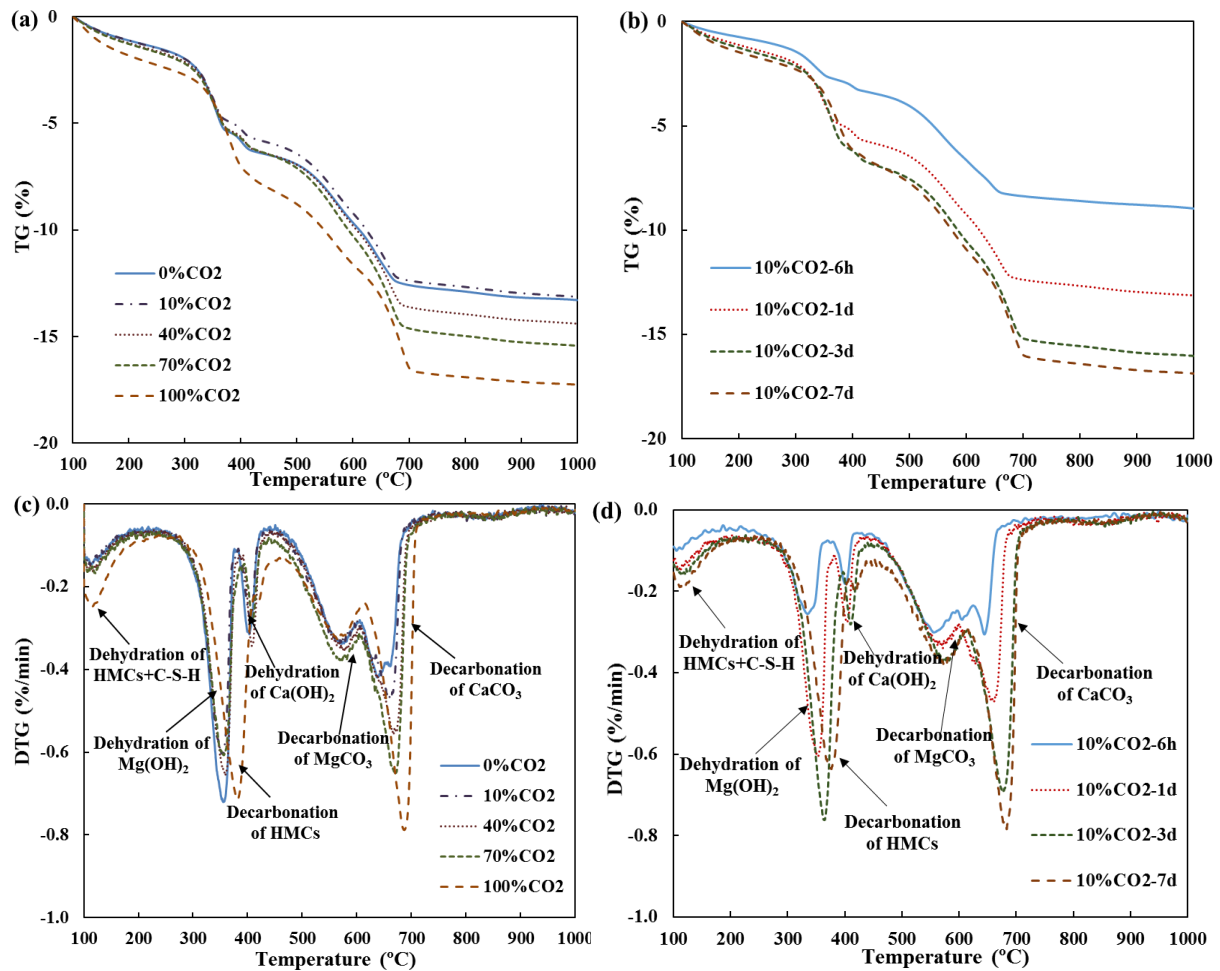 (a)
0
-5
-10
-15
-20
TG (%)
0%CO2
10%CO2
40%CO2
70%CO2
100%CO2
100 200 300 400 500 600 700 800 900 1000
Temperature (ºC)
(b)
0
-5
-10
-15
-20
TG (%)
10%CO2-6h
10%CO2-1d
10%CO2-3d
10%CO2-7d
100 200 300 400 500 600 700 800 900 1000
Temperature (ºC)
(c)
0.0
-0.2
-0.4
-0.6
-0.8
-1.0
DTG (%/min)
Dehydration of
HMCs+C-S-H
Dehydration of
Mg(OH)2
Dehydration
of Ca(OH)2
Decarbonation
of HMCs
Decarbonation
of MgCO3
Decarbonation
of CaCO3
0%CO2
10%CO2
40%CO2
70%CO2
100%CO2
100 200 300 400 500 600 700 800 900 1000
Temperature (ºC)
(d)
0.0
-0.2
-0.4
-0.6
-0.8
-1.0
DTG (%/min)
Dehydration of
HMCs+C-S-H
Dehydration of
Mg(OH)2
Dehydration
of Ca(OH)2
Decarbonation
of HMCs
Decarbonation
of MgCO3
Decarbonation
of CaCO3
10%CO2-6h
10%CO2-1d
10%CO2-3d
10%CO2-7d
100 200 300 400 500 600 700 800 900 1000
Temperature (ºC)